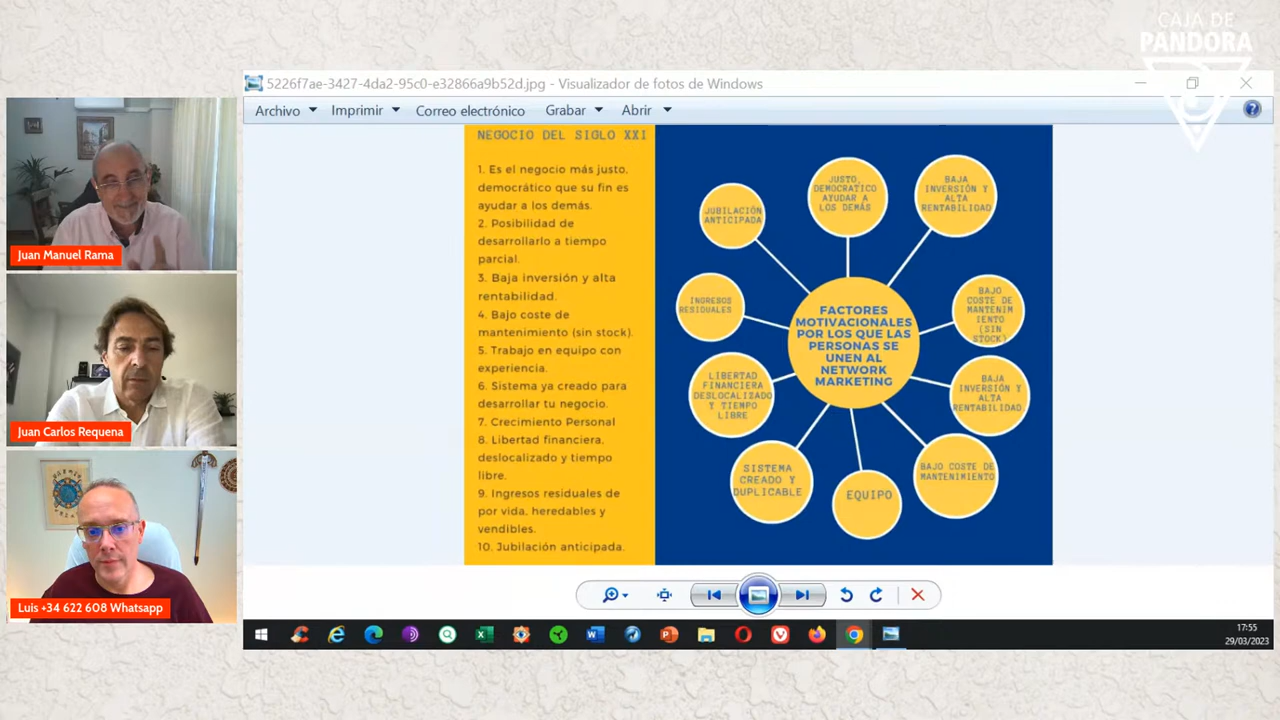 CAJA DE
PANDORA
5226f7ae-3427-4da2-95c0-e32866a9b52d.jpg - Visualizador de fotos de Windows
Archivo Imprimir Correo electrónico Grabar Abrir
Juan Manuel Rama
Juan Carlos Requena
Luis +34 622 608 Whatsapp
NEGOCIO DEL SIGLO XXI
1. Es el negocio más justo,
democrático que su fin es
ayudar a los demás.
2. Posibilidad de
desarrollarlo a tiempo
parcial.
3. Baja inversión y alta
rentabilidad.
4. Bajo coste de
mantenimiento (sin stock).
5. Trabajo en equipo con
experiencia.
6. Sistema ya creado para
desarrollar tu negocio.
7. Crecimiento Personal
8. Libertad financiera,
deslocalizado y tiempo
libre.
9. Ingresos residuales de
por vida, heredables y
vendibles.
10. Jubilación anticipada.
JUBILACIÓN
ANTICIPADA
JUSTO,
DEMOCRATICO
AYUDAR A
LOS DEMÁS
BAJA
INVERSIÓN Y
ALTA
RENTABILIDAD
INGRESOS
RESIDUALES
FACTORES
MOTIVACIONALES
POR LOS QUE LAS
PERSONAS SE
UNEN AL
NETWORK
MARKETING
BAJO
COSTE DE
MANTENIM
IENTO
(SIN
STOCK)
LIBERTAD
FINANCIERA
DESLOCALIZADO
Y TIEMPO
LIBRE
BAJA
INVERSIÓN Y
ALTA
RENTABILIDAD.
SISTEMA
CREADO Y
DUPLICABLE
EQUIPO
BAJO COSTE DE
MANTENIMIENTO
17:55
29/03/2023